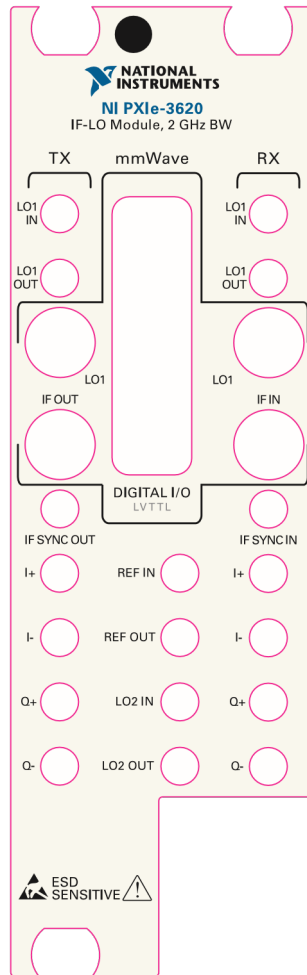 NATIONAL
INSTRUMENTS
NI PXIe-3620
IF-LO Module, 2 GHz BW
TX mmWave RX
LO1
IN
LO1
IN
LO1
OUT
LO1
OUT
LO1 LO1
IF OUT IF IN
DIGITAL I/O
LVTTL
IF SYNC OUT IF SYNC IN
I+ REF IN I+
I- REF OUT I-
Q+ LO2 IN Q+
Q- LO2 OUT Q-
ESD
SENSITIVE